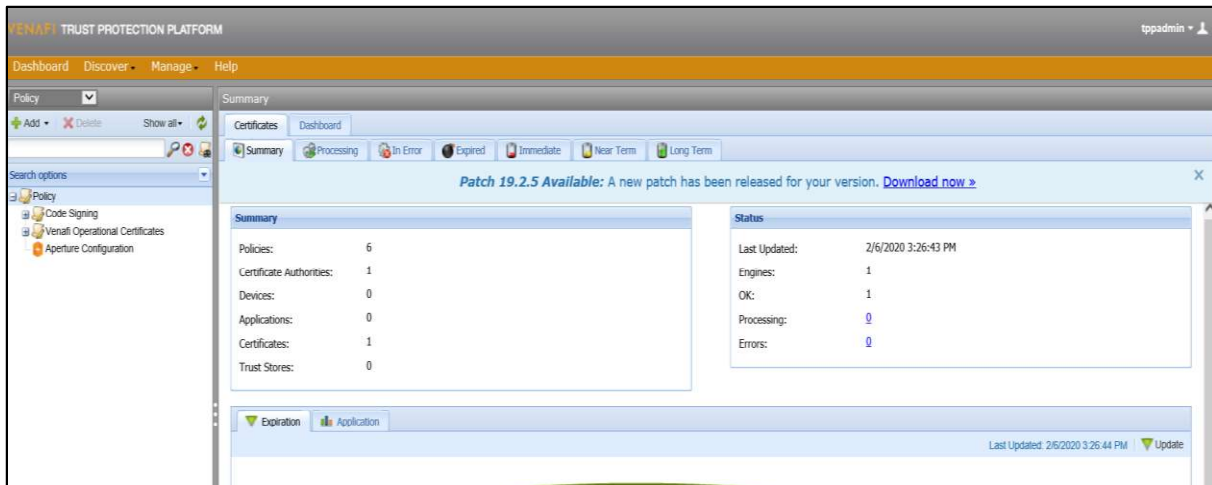 VENAFI TRUST PROTECTION PLATFORM
tppadmin
Dashboard Discover Manage Help
Policy
Summary
Add Delete Show all
Certificates Dashboard
Summary Processing In Error Expired Immediate Near Term Long Term
Search options
Patch 19.2.5 Available: A new patch has been released for your version. Download now »
X
Policy
Code Signing
Venafi Operational Certificates
Aperture Configuration
Summary
Policies: 6
Certificate Authorities: 1
Devices: 0
Applications: 0
Certificates: 1
Trust Stores: 0
Status
Last Updated: 2/6/2020 3:26:43 PM
Engines: 1
OK: 1
Processing: 0
Errors: 0
Expiration Application
Last Updated: 2/6/2020 3:26:44 PM Update